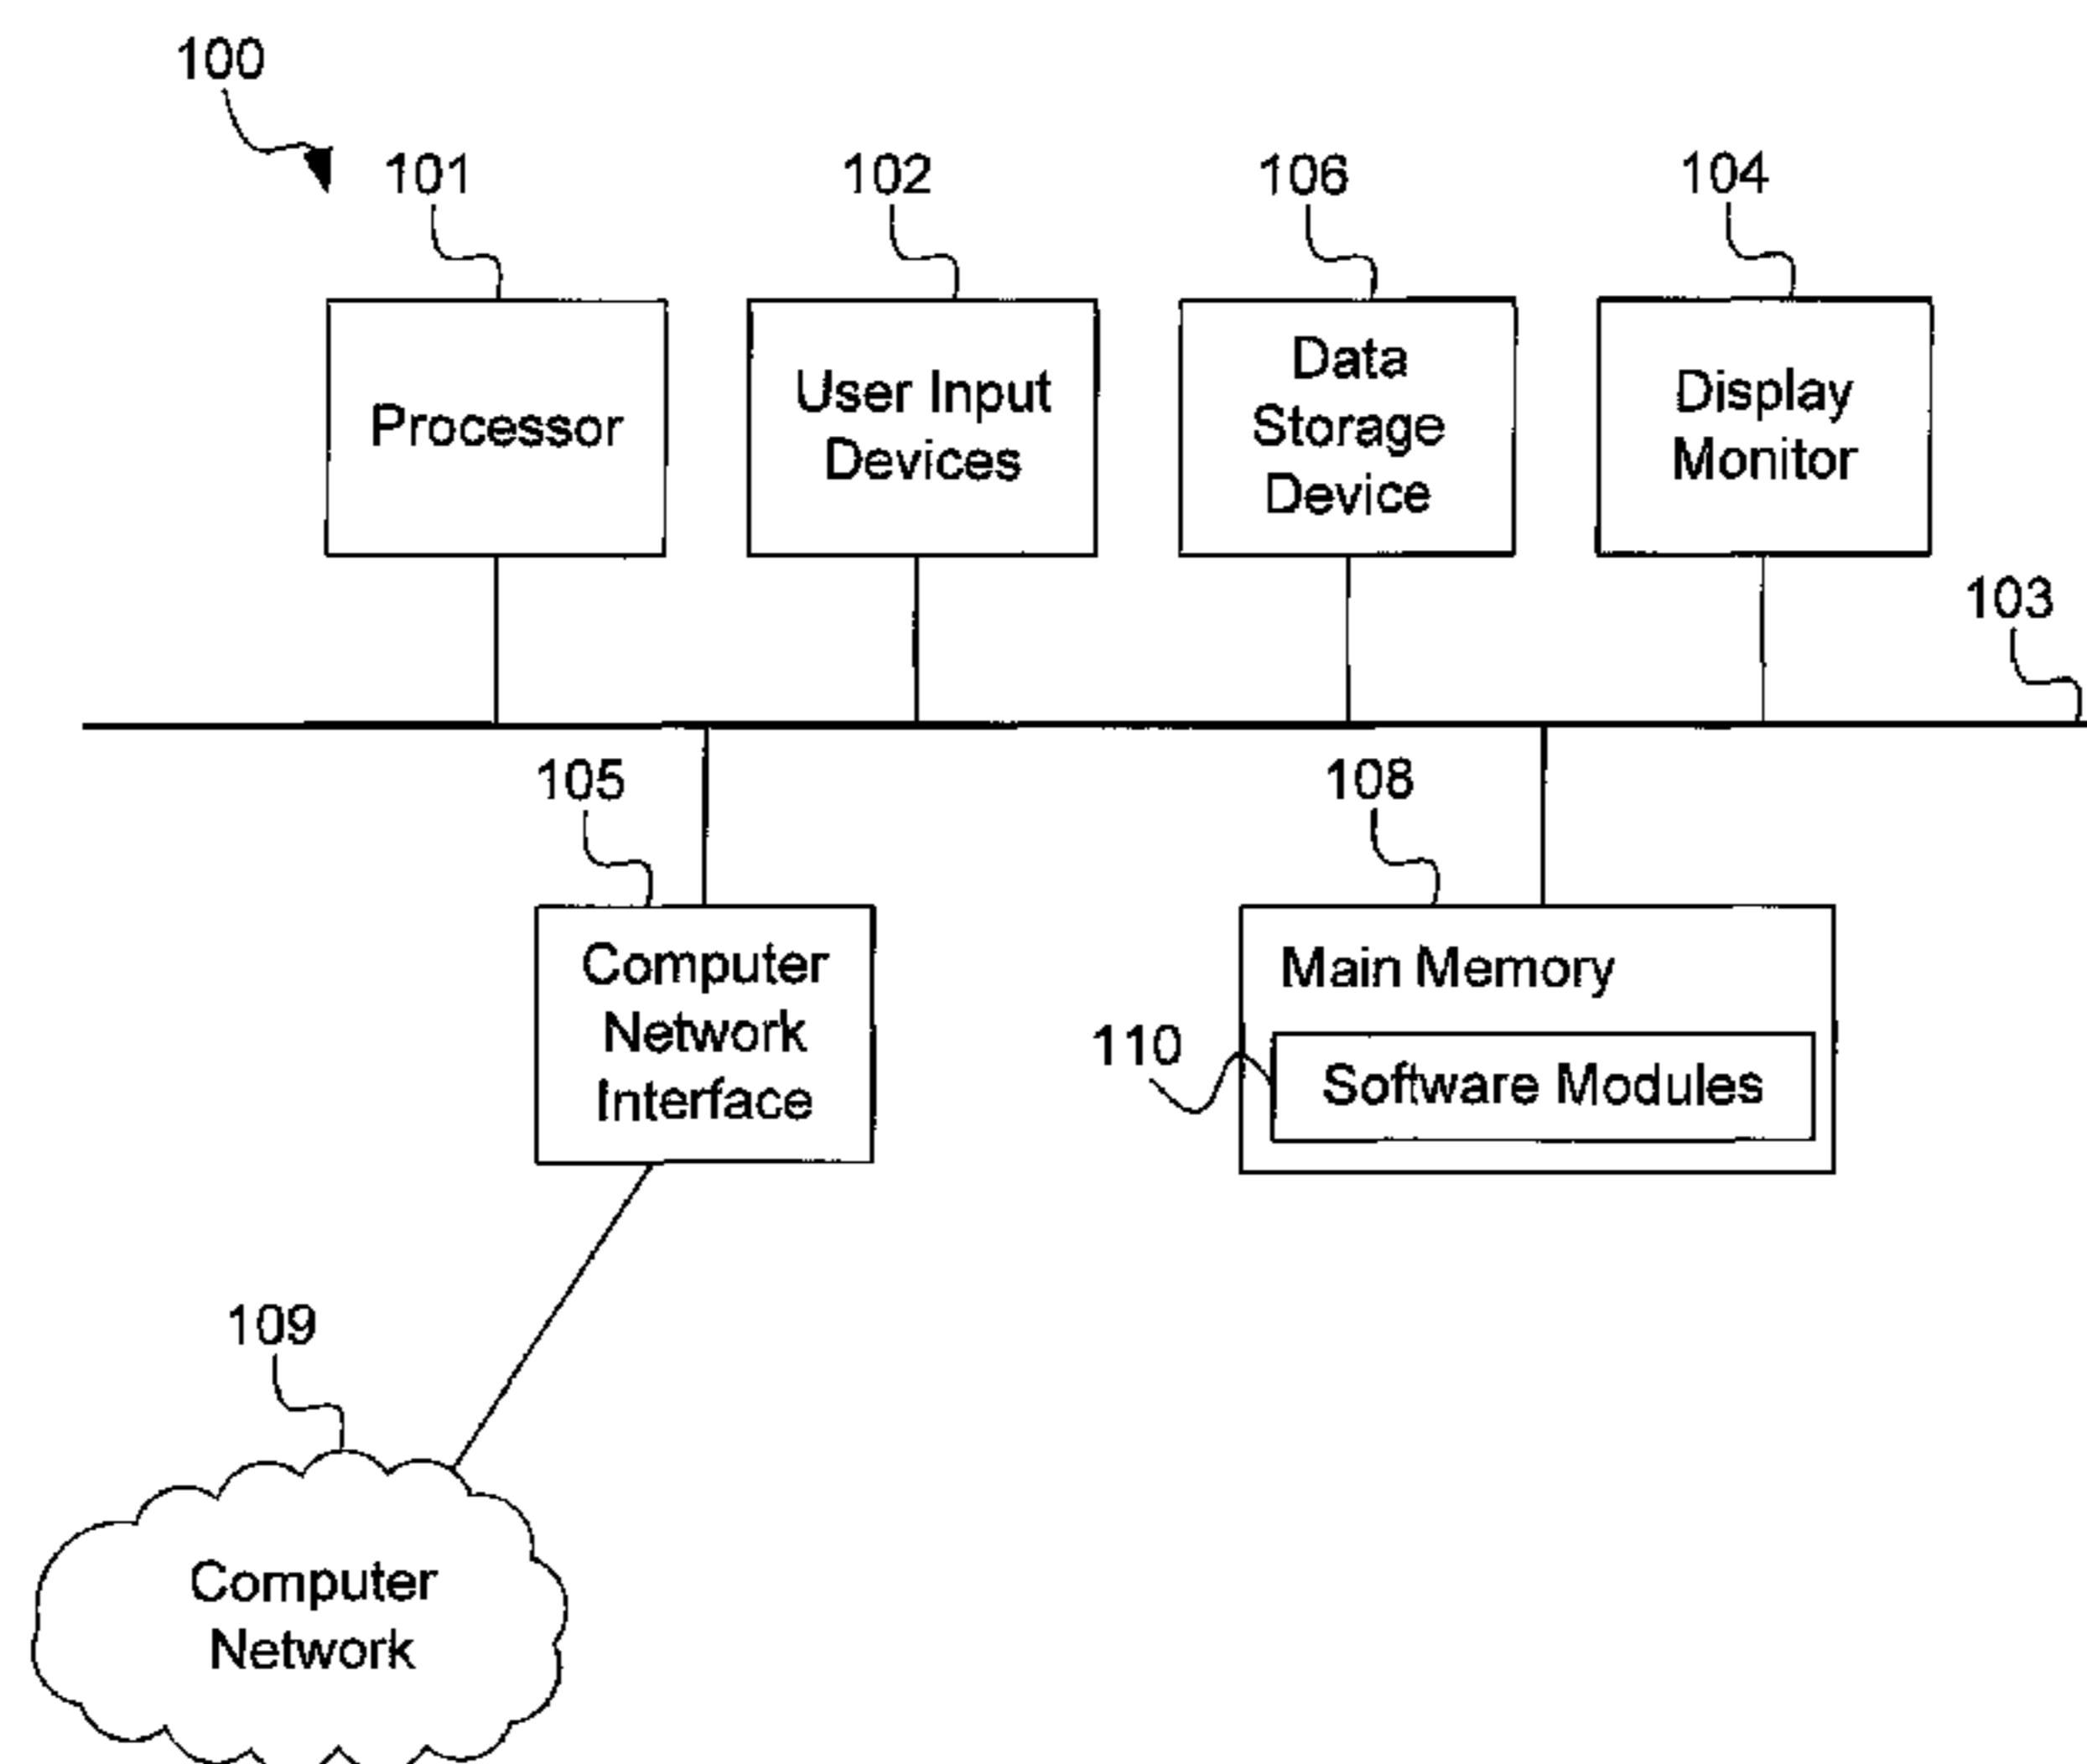 100
101
102
106
104
Processor
User Input
Devices
Data
Storage
Device
Display
Monitor
103
105
108
Computer
Network
Interface
Main Memory
110
Software Modules
109
Computer
Network